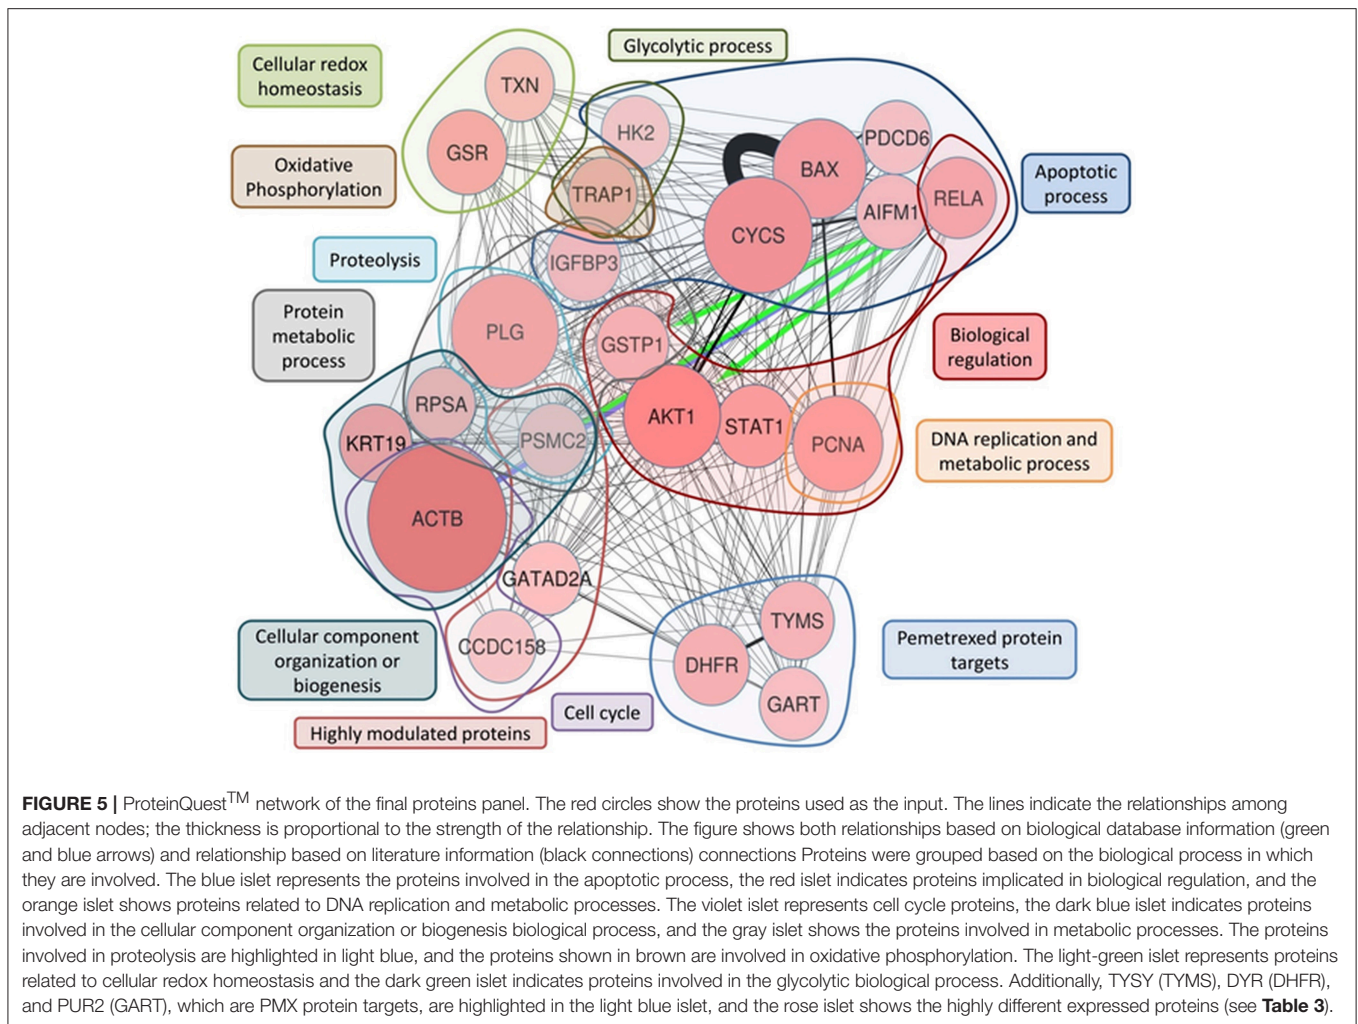 Glycolytic process
Cellular redox
homeostasis
TXN
HK2
PDCD6
BAX
GSR
Oxidative
Phosphorylation
Apoptotic
process
TRAP1
RELA
AIFM1
CYCS
Proteolysis
IGFBP3
Protein
metabolic
process
PLG
GSTP1
Biological
regulation
RPSA
AKT1
STAT1
KRT19
PSMC2
PCNA
DNA replication and
metabolic process
ACTB
GATAD2A
TYMS
Cellular component
organization or
biogenesis
CCDC158
DHFR
Pemetrexed protein
targets
GART
Cell cycle
Highly modulated proteins
FIGURE 5 | ProteinQuest™ network of the final proteins panel. The red circles show the proteins used as the input. The lines indicate the relationships among
adjacent nodes; the thickness is proportional to the strength of the relationship. The figure shows both relationships based on biological database information (green
and blue arrows) and relationship based on literature information (black connections) connections Proteins were grouped based on the biological process in which
they are involved. The blue islet represents the proteins involved in the apoptotic process, the red islet indicates proteins implicated in biological regulation, and the
orange islet shows proteins related to DNA replication and metabolic processes. The violet islet represents cell cycle proteins, the dark blue islet indicates proteins
involved in the cellular component organization or biogenesis biological process, and the gray islet shows the proteins involved in metabolic processes. The proteins
involved in proteolysis are highlighted in light blue, and the proteins shown in brown are involved in oxidative phosphorylation. The light-green islet represents proteins
related to cellular redox homeostasis and the dark green islet indicates proteins involved in the glycolytic biological process. Additionally, TYSY (TYMS), DYR (DHFR),
and PUR2 (GART), which are PMX protein targets, are highlighted in the light blue islet, and the rose islet shows the highly different expressed proteins (see Table 3).